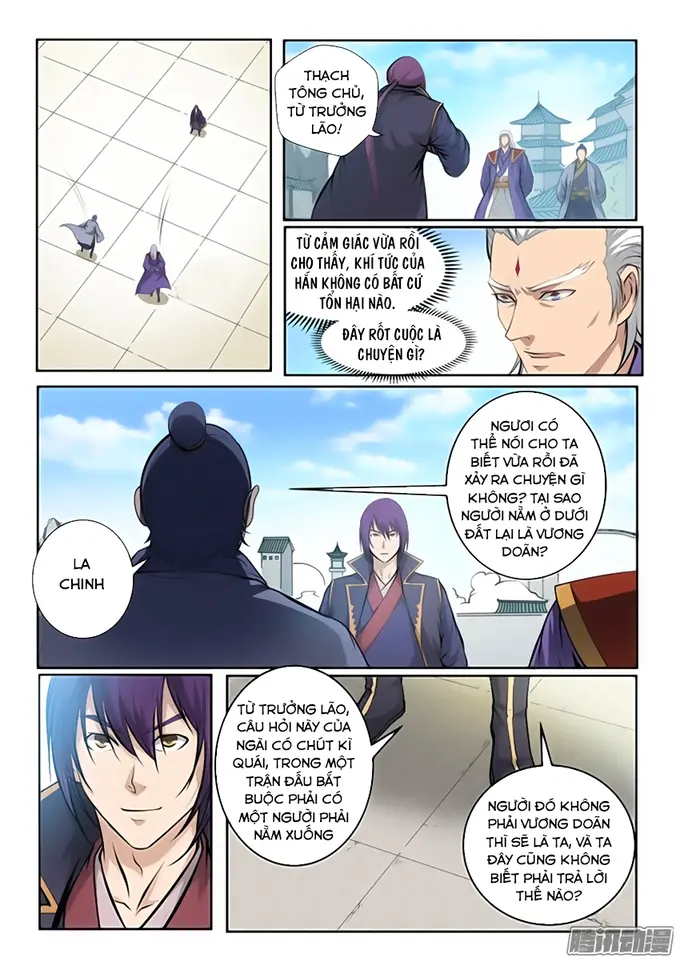 THẠCH
TÔNG CHỦ,
TỪ TRƯỞNG
LÃO!
TỪ CẢM GIÁC VỪA RỒI
CHO THẤY, KHÍ TỨC CỦA
HẮN KHÔNG CÓ BẤT CỨ
TỔN HẠI NÀO.
ĐÂY RỐT CUỘC LÀ
CHUYỆN GÌ?
LA
CHINH
NGƯƠI CÓ
THỂ NÓI CHO TA
BIẾT VỪA RỒI ĐÃ
XẢY RA CHUYỆN GÌ
KHÔNG? TẠI SAO
NGƯỜI NẰM Ở DƯỚI
ĐẤT LẠI LÀ VƯƠNG
DOÃN?
TỪ TRƯỞNG LÃO,
CÂU HỎI NÀY CỦA
NGÀI CÓ CHÚT KÌ
QUÁI, TRONG MỘT
TRẬN ĐẤU BẮT
BUỘC PHẢI CÓ
MỘT NGƯỜI PHẢI
NẰM XUỐNG
NGƯỜI ĐÓ KHÔNG
PHẢI VƯƠNG DOÃN
THÌ SẼ LÀ TA, VÀ TA
ĐÂY CŨNG KHÔNG
BIẾT PHẢI TRẢ LỜI
THẾ NÀO?
腾讯动漫